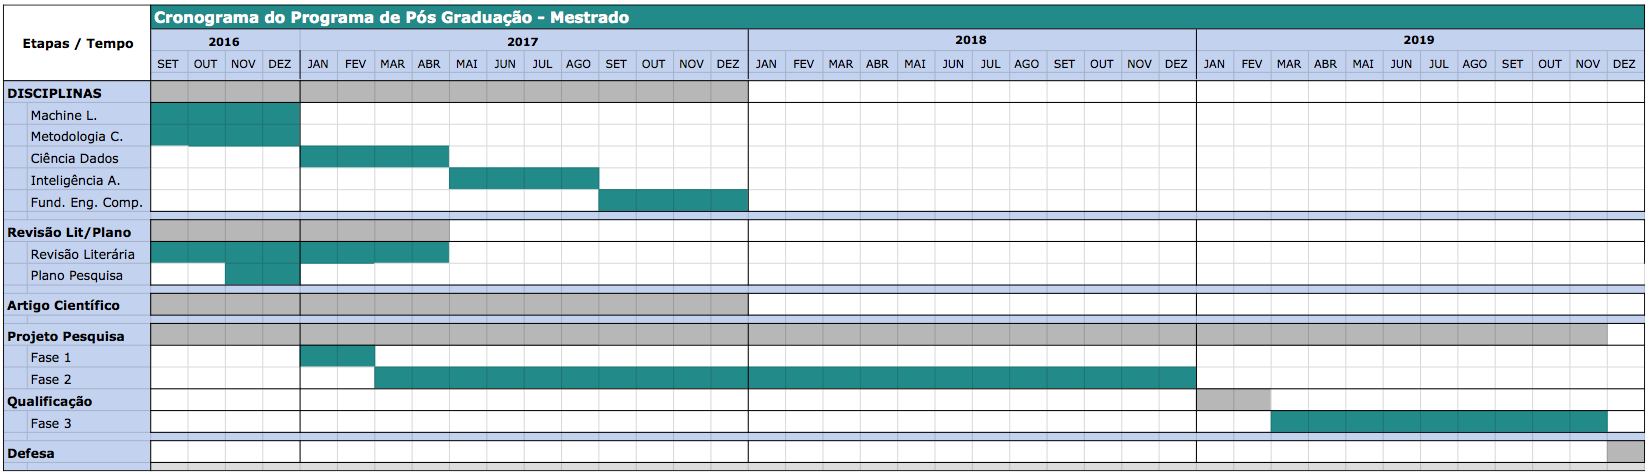 Cronograma do Programa de Pós Graduação - Mestrado
Etapas / Tempo
2016 2017 2018 2019
SET OUT NOV DEZ JAN FEV MAR ABR MAI JUN JUL AGO SET OUT NOV DEZ JAN FEV MAR ABR MAI JUN JUL AGO SET OUT NOV DEZ JAN FEV MAR ABR MAI JUN JUL AGO SET OUT NOV DEZ
DISCIPLINAS
Machine L.
Metodologia C.
Ciência Dados
Inteligência A.
Fund. Eng. Comp.
Revisão Lit/Plano
Revisão Literária
Plano Pesquisa
Artigo Científico
Projeto Pesquisa
Fase 1
Fase 2
Qualificação
Fase 3
Defesa